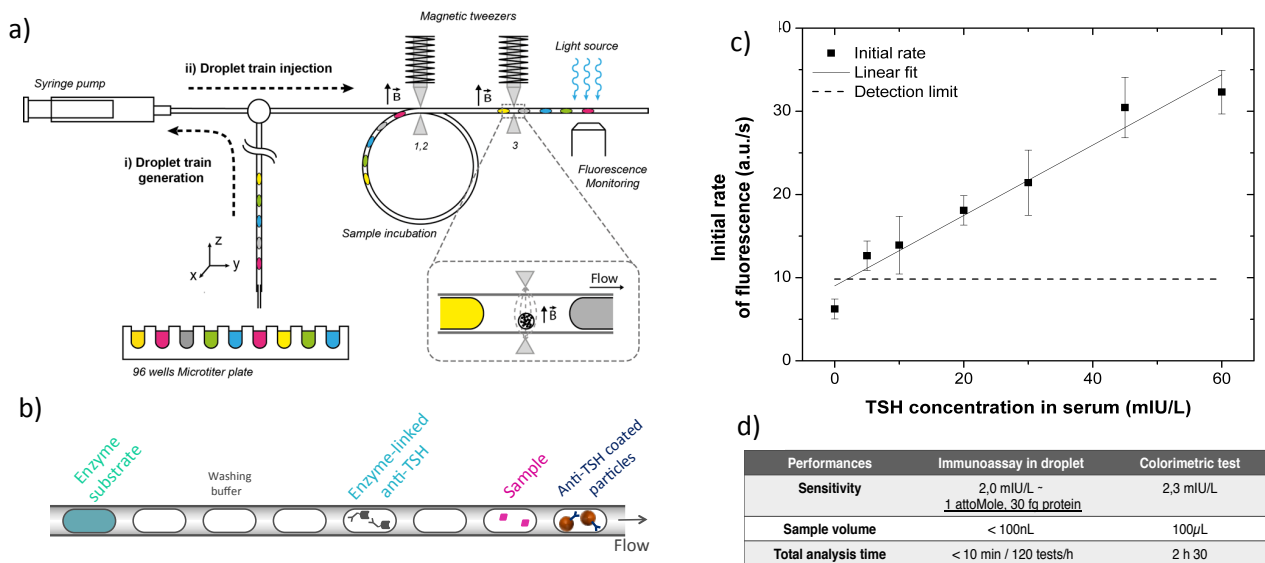 a)
Syringe pump
ii) Droplet train injection
Magnetic tweezers
Light source
B
B
1,2
3
i) Droplet train
generation
Fluorescence
Monitoring
Sample incubation
z
y
x
Flow
B
96 wells Microtiter plate
b)
Enzyme
substrate
Washing
buffer
Enzyme-linked
anti-TSH
Sample
Anti-TSH coated
particles
Flow
c)
Initial rate
Linear fit
Detection limit
Initial rate
of fluorescence (a.u./s)
40
30
20
10
0
0
20
40
60
TSH concentration in serum (mIU/L)
d)
Performances Immunoassay in droplet Colorimetric test
Sensitivity 2,0 mIU/L ~ 2,3 mIU/L
1 attoMole, 30 fg protein
Sample volume < 100nL 100µL
Total analysis time < 10 min / 120 tests/h 2 h 30